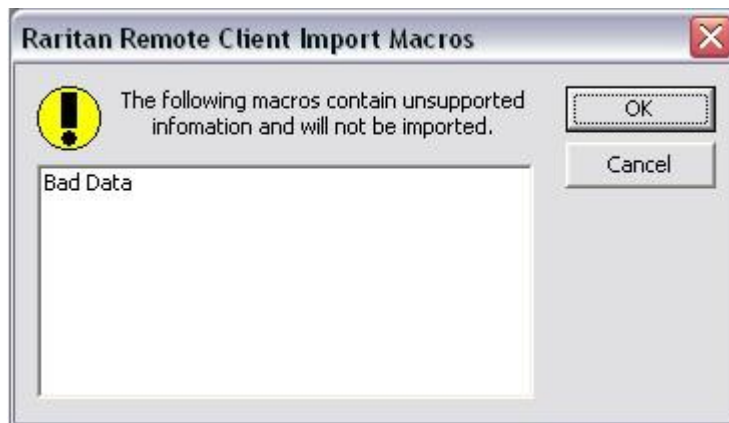 Raritan Remote Client Import Macros
The following macros contain unsupported
infomation and will not be imported.
OK
Cancel
Bad Data